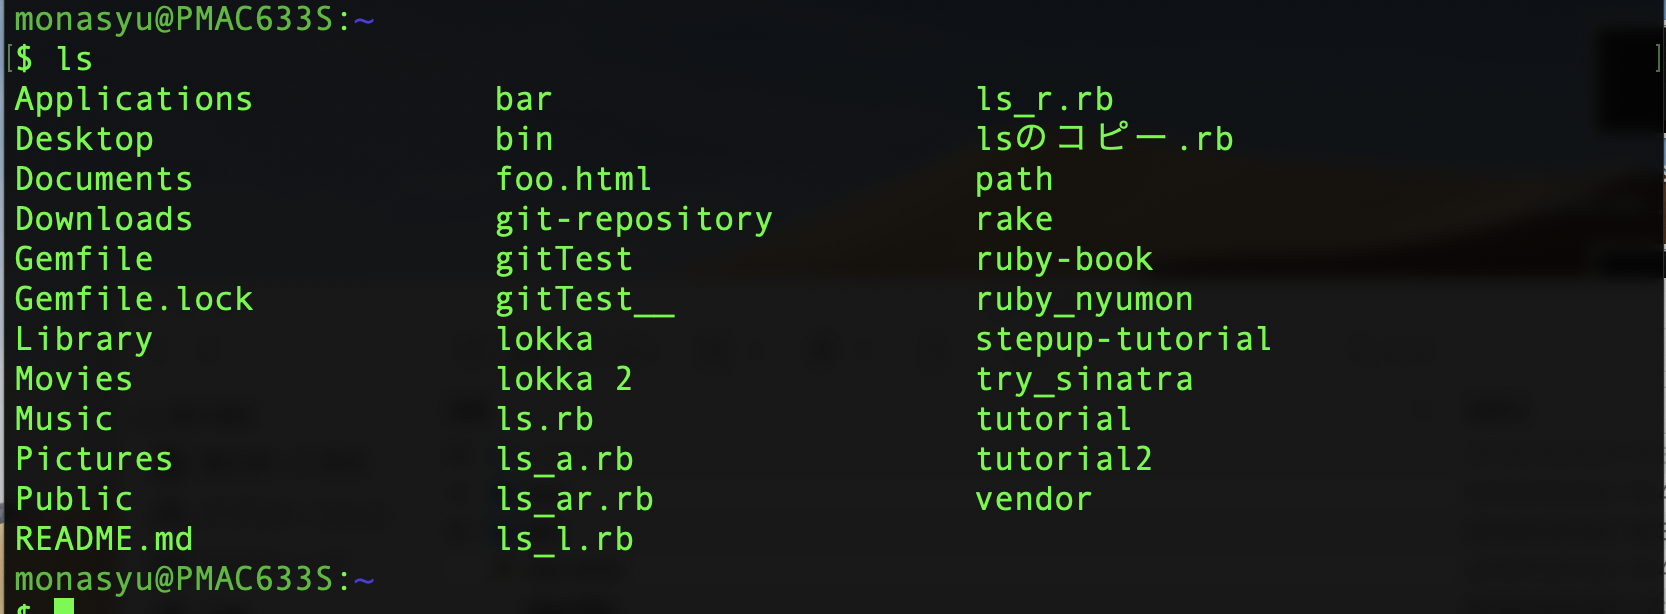 monasyu@PMAC633S:~
[$ ls ]
Applications bar ls_r.rb
Desktop bin lsのコピー.rb
Documents foo.html path
Downloads git-repository rake
Gemfile gitTest ruby-book
Gemfile.lock gitTest__ ruby_nyumon
Library lokka stepup-tutorial
Movies lokka 2 try_sinatra
Music ls.rb tutorial
Pictures ls_a.rb tutorial2
Public ls_ar.rb vendor
README.md ls_l.rb
monasyu@PMAC633S:~
$